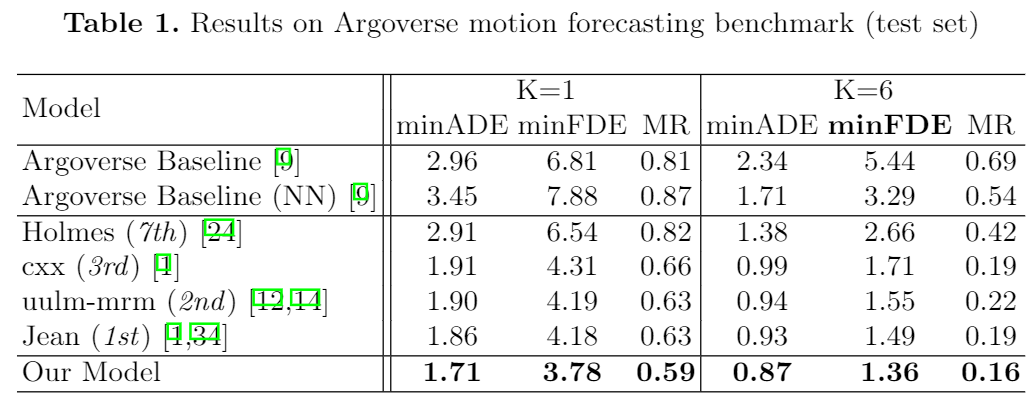 Table 1. Results on Argoverse motion forecasting benchmark (test set)
Model K=1 K=6
minADE minFDE MR minADE minFDE MR
Argoverse Baseline [9] 2.96 6.81 0.81 2.34 5.44 0.69
Argoverse Baseline (NN) [9] 3.45 7.88 0.87 1.71 3.29 0.54
Holmes (7th) [24] 2.91 6.54 0.82 1.38 2.66 0.42
cxx (3rd) [1] 1.91 4.31 0.66 0.99 1.71 0.19
uulm-mrm (2nd) [12,14] 1.90 4.19 0.63 0.94 1.55 0.22
Jean (1st) [1,34] 1.86 4.18 0.63 0.93 1.49 0.19
Our Model 1.71 3.78 0.59 0.87 1.36 0.16